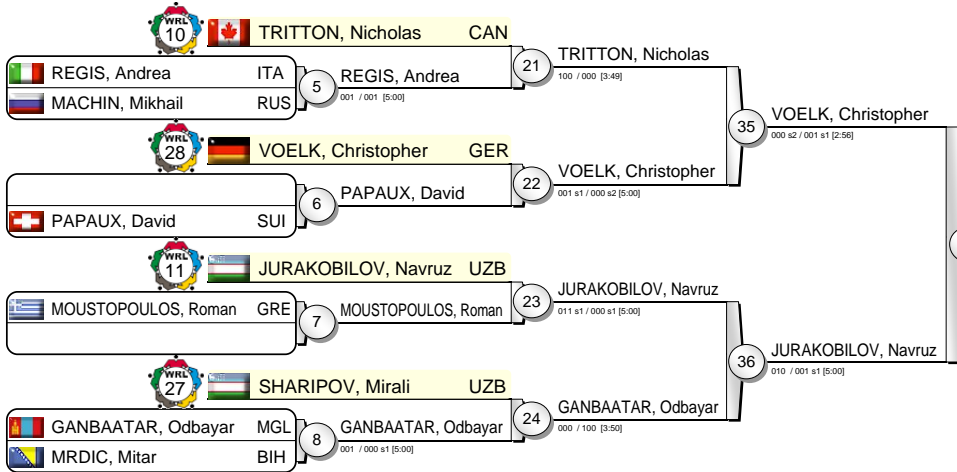 WRL 10 TRITTON, Nicholas CAN
REGIS, Andrea ITA
MACHIN, Mikhail RUS
5
REGIS, Andrea
001 / 001 [5:00]
21
TRITTON, Nicholas
100 / 000 [3:49]
WRL 28 VOELK, Christopher GER
PAPAUX, David SUI
6
PAPAUX, David
22
VOELK, Christopher
001 s1 / 000 s2 [5:00]
35
VOELK, Christopher
000 s2 / 001 s1 [2:56]
WRL 11 JURAKOBILOV, Navruz UZB
MOUSTOPOULOS, Roman GRE
7
MOUSTOPOULOS, Roman
23
JURAKOBILOV, Navruz
011 s1 / 000 s1 [5:00]
WRL 27 SHARIPOV, Mirali UZB
GANBAATAR, Odbayar MGL
MRDIC, Mitar BIH
8
GANBAATAR, Odbayar
001 / 000 s1 [5:00]
24
GANBAATAR, Odbayar
000 / 100 [3:50]
36
JURAKOBILOV, Navruz
010 / 001 s1 [5:00]